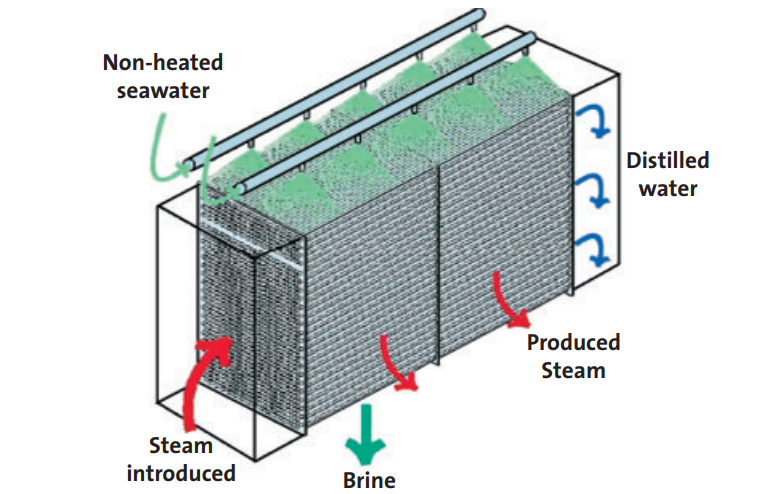 Non-heated
seawater
Distilled
water
Produced
Steam
Steam
introduced
Brine